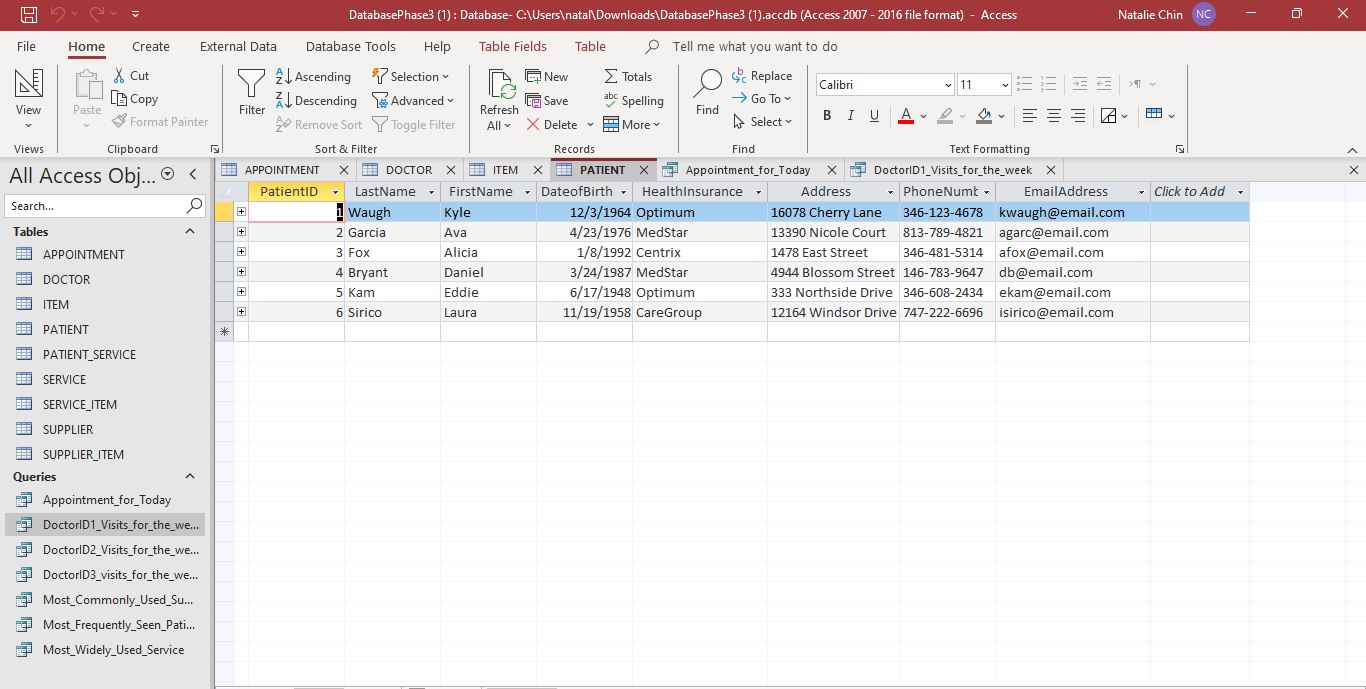 DatabasePhase3 (1) : Database- C:\Users\natal\Downloads\DatabasePhase3 (1).accdb (Access 2007 - 2016 file format) - Access Natalie Chin NC
File Home Create External Data Database Tools Help Table Fields Table Tell me what you want to do
View
Views
Paste
Cut
Copy
Format Painter
Clipboard
Filter
Ascending
Descending
Remove Sort
Selection
Advanced
Toggle Filter
Sort & Filter
Refresh
All
New
Save
Delete
Totals
Spelling
More
Records
Find
Replace
Go To
Select
Find
Calibri 11
B I U A
Text Formatting
All Access Obj...
Search...
Tables
APPOINTMENT
DOCTOR
ITEM
PATIENT
PATIENT_SERVICE
SERVICE
SERVICE_ITEM
SUPPLIER
SUPPLIER_ITEM
Queries
Appointment_for_Today
DoctorID1_Visits_for_the_we...
DoctorID2_Visits_for_the_we...
DoctorID3_visits_for_the_we...
Most_Commonly_Used_Su...
Most_Frequently_Seen_Pati...
Most_Widely_Used_Service
APPOINTMENT DOCTOR ITEM PATIENT Appointment_for_Today DoctorID1_Visits_for_the_week
PatientID LastName FirstName DateofBirth HealthInsurance Address PhoneNumb EmailAddress Click to Add
1 Waugh Kyle 12/3/1964 Optimum 16078 Cherry Lane 346-123-4678 kwaugh@email.com
2 Garcia Ava 4/23/1976 MedStar 13390 Nicole Court 813-789-4821 agarc@email.com
3 Fox Alicia 1/8/1992 Centrix 1478 East Street 346-481-5314 afox@email.com
4 Bryant Daniel 3/24/1987 MedStar 4944 Blossom Street 146-783-9647 db@email.com
5 Kam Eddie 6/17/1948 Optimum 333 Northside Drive 346-608-2434 ekam@email.com
6 Sirico Laura 11/19/1958 CareGroup 12164 Windsor Drive 747-222-6696 isirico@email.com